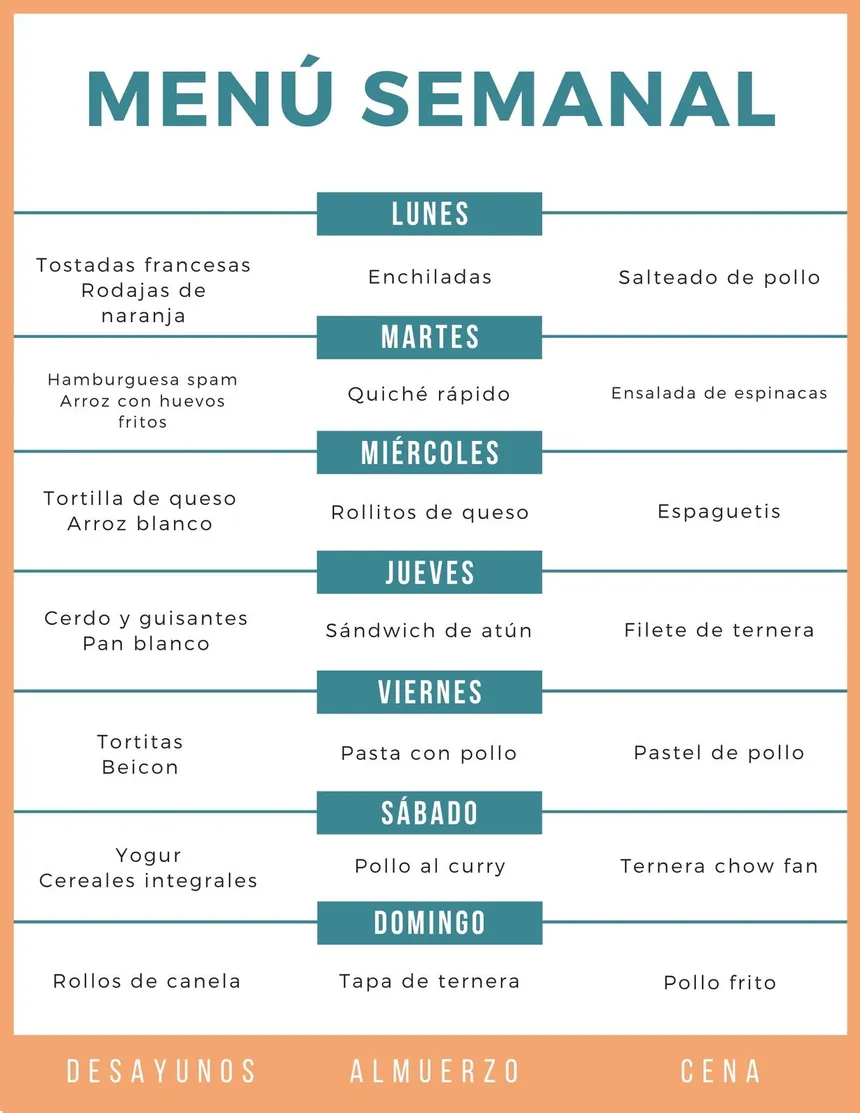 MENÚ SEMANAL
LUNES
Tostadas francesas
Rodajas de
naranja
Enchiladas
Salteado de pollo
MARTES
Hamburguesa spam
Arroz con huevos
fritos
Quiché rápido
Ensalada de espinacas
MIÉRCOLES
Tortilla de queso
Arroz blanco
Rollitos de queso
Espaguetis
JUEVES
Cerdo y guisantes
Pan blanco
Sándwich de atún
Filete de ternera
VIERNES
Tortitas
Beicon
Pasta con pollo
Pastel de pollo
SÁBADO
Yogur
Cereales integrales
Pollo al curry
Ternera chow fan
DOMINGO
Rollos de canela
Tapa de ternera
Pollo frito
DESAYUNOS
ALMUERZO
CENA